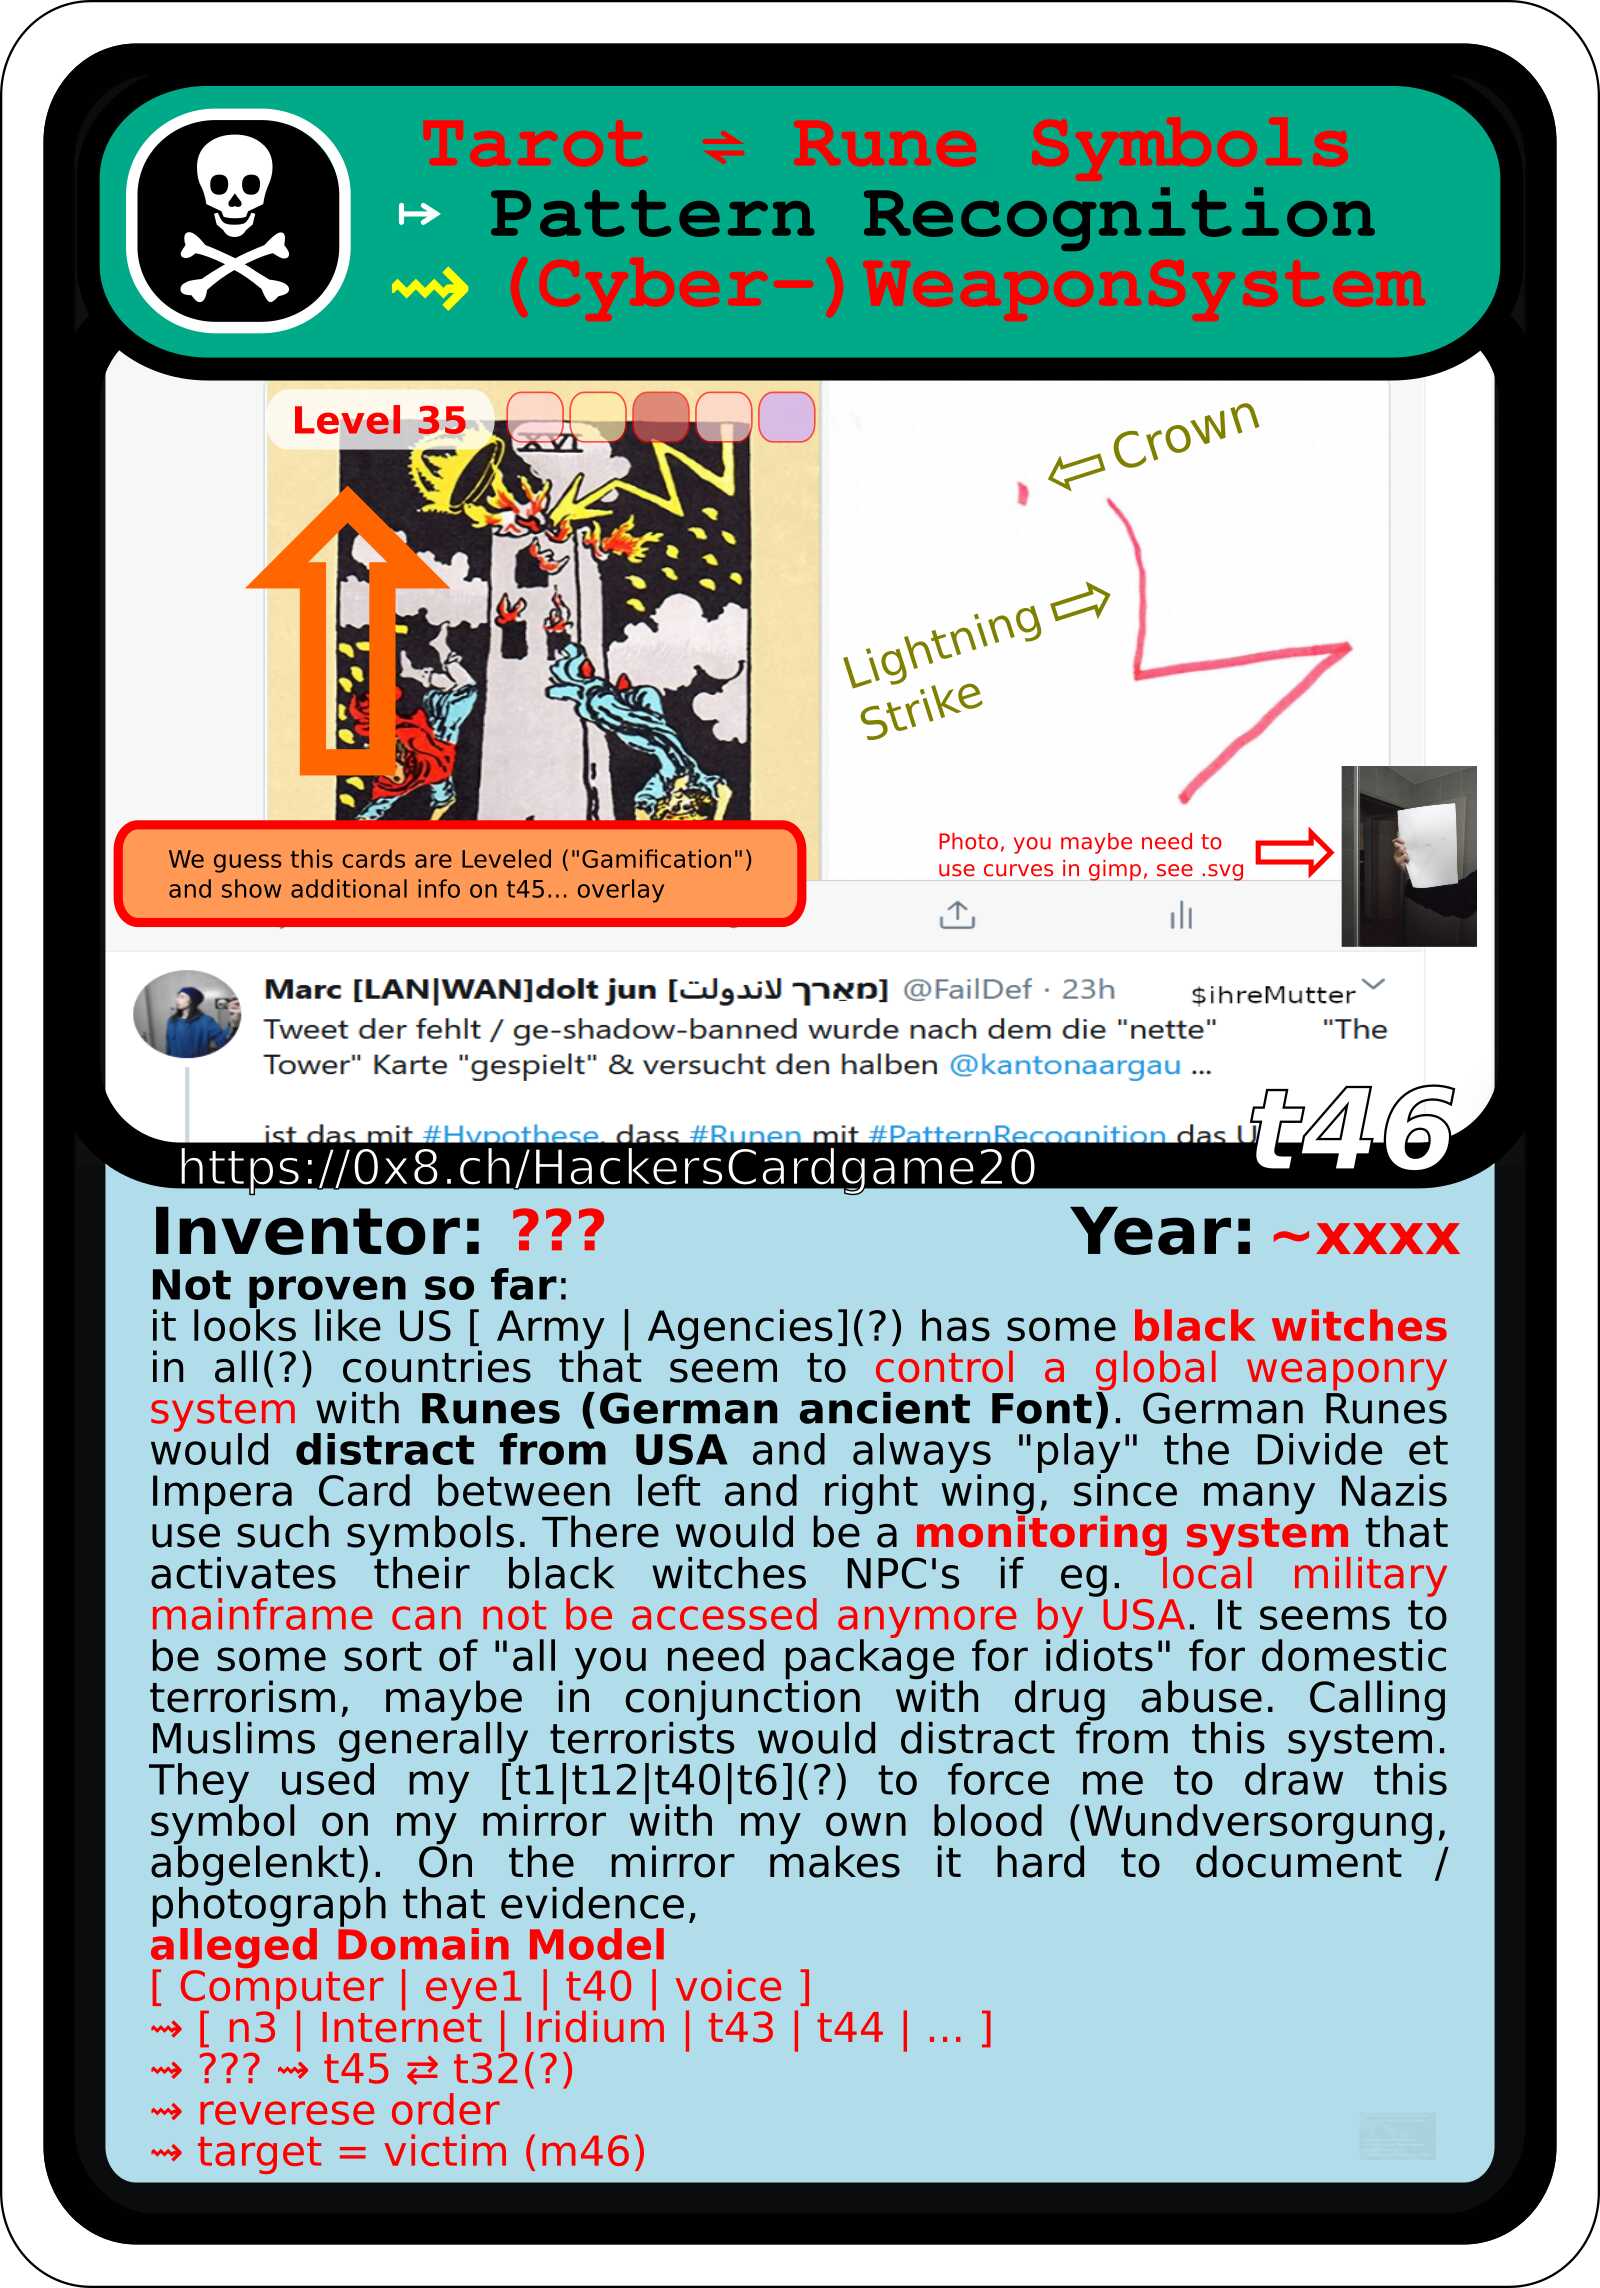 Tarot ⇌ Rune Symbols
↦ Pattern Recognition
⇝ (Cyber-)WeaponSystem
Level 35
XVI
⇦ Crown
Lightning ⇨
Strike
We guess this cards are Leveled ("Gamification")
and show additional info on t45... overlay
Photo, you maybe need to
use curves in gimp, see .svg
Marc [LAN|WAN]dolt jun [מאַרך لاندولت] @FailDef · 23h
$ihreMutter
Tweet der fehlt / ge-shadow-banned wurde nach dem die "nette" "The
Tower" Karte "gespielt" & versucht den halben @kantonaargau ...
ist das mit #Hypothese, dass #Runen mit #PatternRecognition das U
t46
https://0x8.ch/HackersCardgame20
Inventor: ??? Year: ~xxxx
Not proven so far:
it looks like US [ Army | Agencies](?) has some black witches
in all(?) countries that seem to control a global weaponry
system with Runes (German ancient Font). German Runes
would distract from USA and always "play" the Divide et
Impera Card between left and right wing, since many Nazis
use such symbols. There would be a monitoring system that
activates their black witches NPC's if eg. local military
mainframe can not be accessed anymore by USA. It seems to
be some sort of "all you need package for idiots" for domestic
terrorism, maybe in conjunction with drug abuse. Calling
Muslims generally terrorists would distract from this system.
They used my [t1|t12|t40|t6](?) to force me to draw this
symbol on my mirror with my own blood (Wundversorgung,
abgelenkt). On the mirror makes it hard to document /
photograph that evidence,
alleged Domain Model
[ Computer | eye1 | t40 | voice ]
⇝ [ n3 | Internet | Iridium | t43 | t44 | ... ]
⇝ ??? ⇝ t45 ⇄ t32(?)
⇝ reverese order
⇝ target = victim (m46)